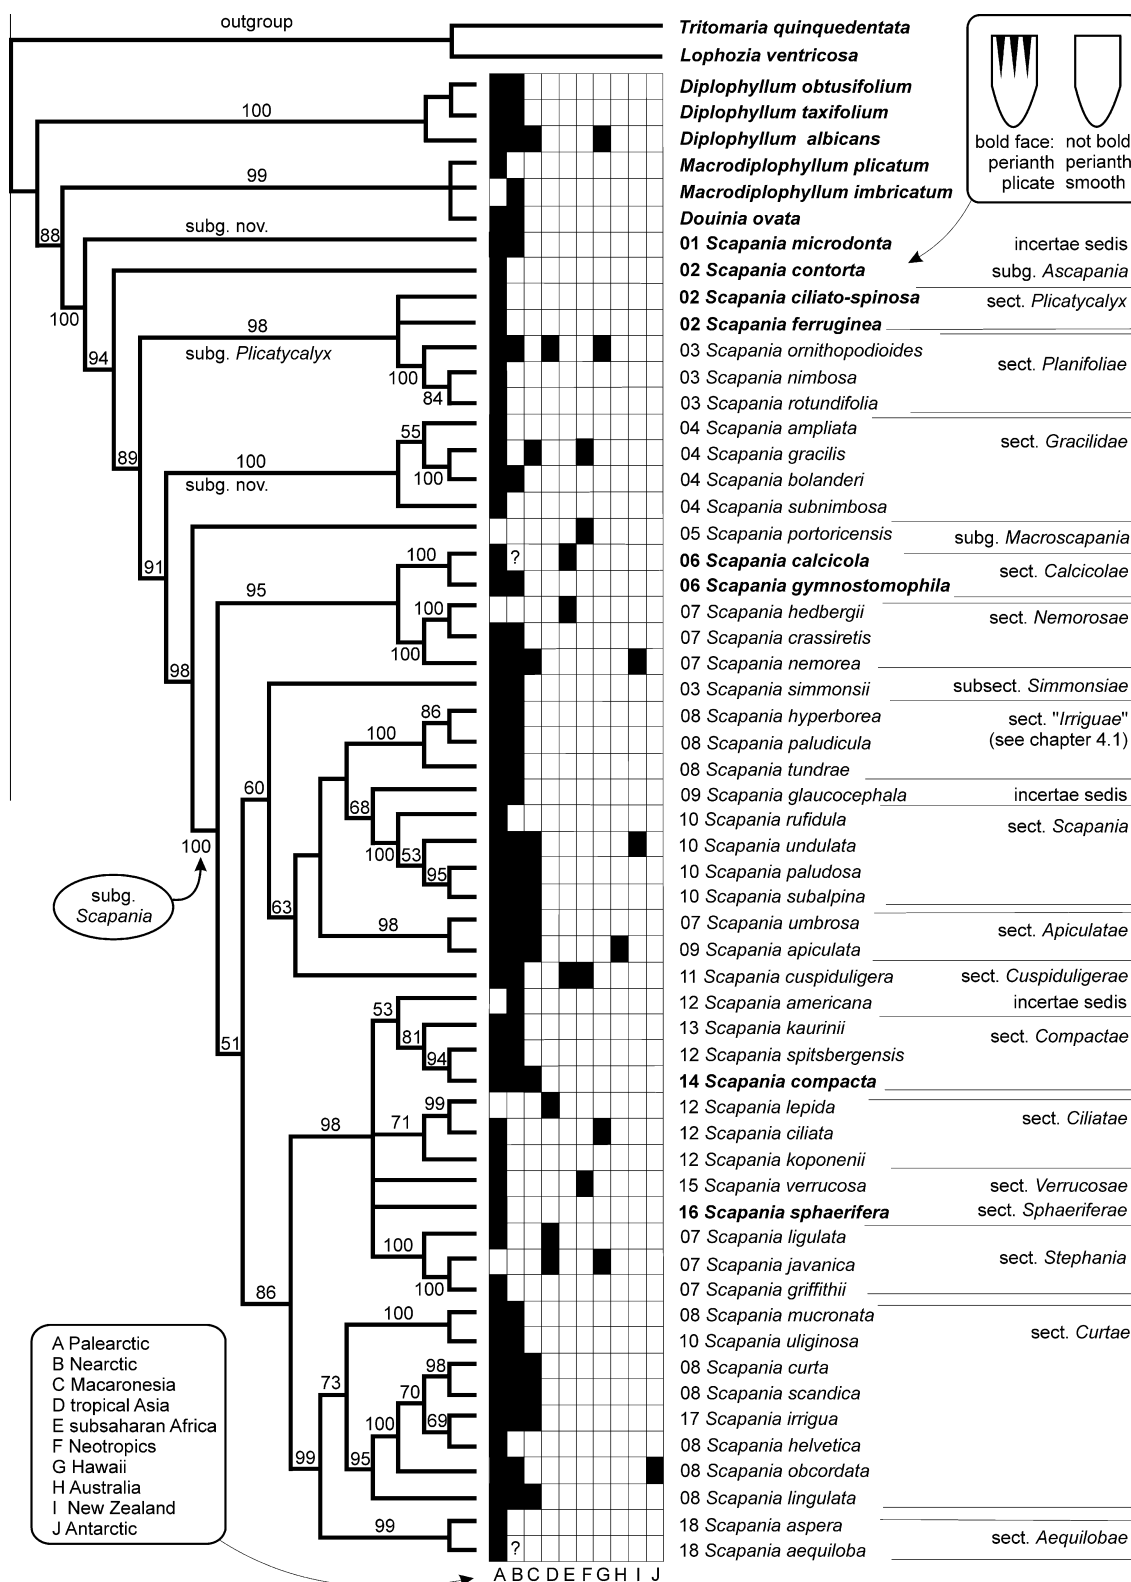 outgroup
Tritomaria quinquedentata
Lophozia ventricosa
bold face: perianth plicate
not bold perianth smooth
100
Diplophyllum obtusifolium
Diplophyllum taxifolium
Diplophyllum albicans
99
Macrodiplophyllum plicatum
Macrodiplophyllum imbricatum
Douinia ovata
88
subg. nov.
01 Scapania microdonta incertae sedis
100
02 Scapania contorta subg. Ascapania
94
98
subg. Plicatycalyx
02 Scapania ciliato-spinosa sect. Plicatycalyx
02 Scapania ferruginea
03 Scapania ornithopodioides sect. Planifoliae
100
03 Scapania nimbosa
84
03 Scapania rotundifolia
89
100
subg. nov.
55
04 Scapania ampliata sect. Gracilidae
04 Scapania gracilis
100
04 Scapania bolanderi
04 Scapania subnimbosa
91
05 Scapania portoricensis subg. Macroscapania
95
100
?
06 Scapania calcicola sect. Calcicolae
06 Scapania gymnostomophila
100
07 Scapania hedbergii sect. Nemorosae
07 Scapania crassiretis
100
07 Scapania nemorea
98
03 Scapania simmonsii subsect. Simmonsiae
86
08 Scapania hyperborea sect. "Irriguae"
100
08 Scapania paludicula (see chapter 4.1)
08 Scapania tundrae
60
68
09 Scapania glaucocephala incertae sedis
10 Scapania rufidula sect. Scapania
100
100
53
10 Scapania undulata
95
10 Scapania paludosa
10 Scapania subalpina
subg.
Scapania
63
98
07 Scapania umbrosa sect. Apiculatae
09 Scapania apiculata
11 Scapania cuspiduligera sect. Cuspiduligerae
51
53
12 Scapania americana incertae sedis
81
13 Scapania kaurinii sect. Compactae
94
12 Scapania spitsbergensis
14 Scapania compacta
98
71
99
12 Scapania lepida sect. Ciliatae
12 Scapania ciliata
12 Scapania koponenii
15 Scapania verrucosa sect. Verrucosae
16 Scapania sphaerifera sect. Sphaeriferae
100
07 Scapania ligulata sect. Stephania
07 Scapania javanica
100
07 Scapania griffithii
86
100
08 Scapania mucronata sect. Curtae
10 Scapania uliginosa
73
98
08 Scapania curta
70
08 Scapania scandica
100
69
17 Scapania irrigua
08 Scapania helvetica
99
95
08 Scapania obcordata
08 Scapania lingulata
99
18 Scapania aspera sect. Aequilobae
?
18 Scapania aequiloba
A Palearctic
B Nearctic
C Macaronesia
D tropical Asia
E subsaharan Africa
F Neotropics
G Hawaii
H Australia
I New Zealand
J Antarctic
A B C D E F G H I J